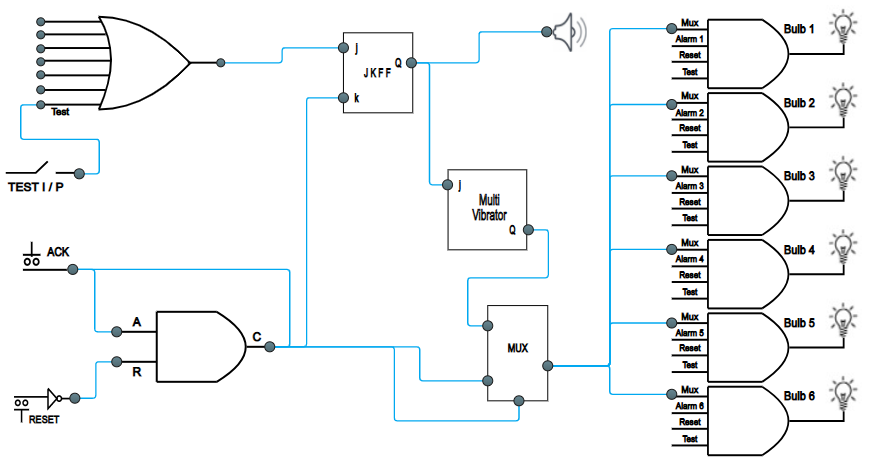 Test
TEST I / P
j
Q
JKFF
k
j
Multi
Vibrator
Q
ACK
A
C
R
RESET
MUX
Mux
Alarm 1
Reset
Test
Bulb 1
Mux
Alarm 2
Reset
Test
Bulb 2
Mux
Alarm 3
Reset
Test
Bulb 3
Mux
Alarm 4
Reset
Test
Bulb 4
Mux
Alarm 5
Reset
Test
Bulb 5
Mux
Alarm 6
Reset
Test
Bulb 6